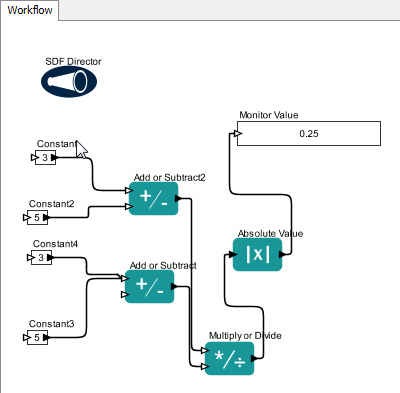 Workflow
SDF Director
Monitor Value
0.25
Constant
3
Add or Subtract2
+/-
Constant2
5
Absolute Value
|x|
Constant4
3
Add or Subtract
+/-
Constant3
5
Multiply or Divide
*/÷